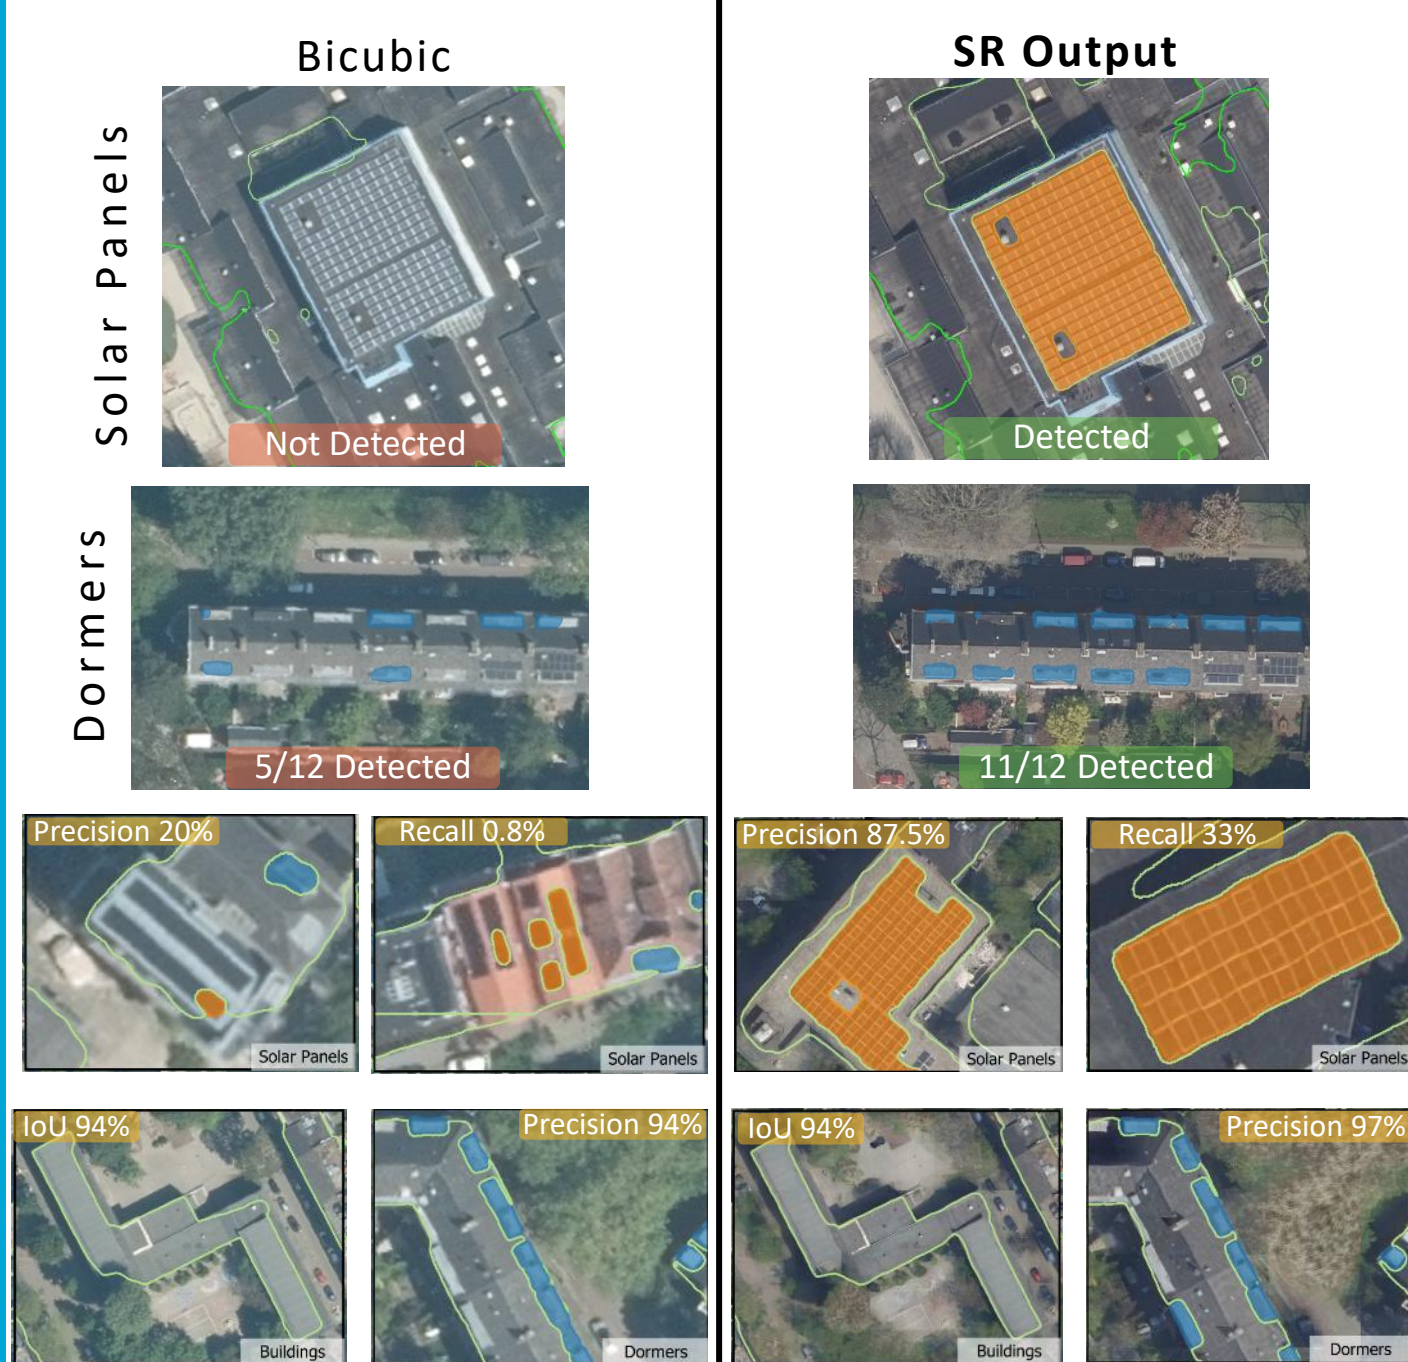 Bicubic
SR Output
Solar Panels
Not Detected
Detected
Dormers
5/12 Detected
11/12 Detected
Precision 20%
Recall 0.8%
Precision 87.5%
Recall 33%
Solar Panels
Solar Panels
Solar Panels
Solar Panels
IoU 94%
Precision 94%
IoU 94%
Precision 97%
Buildings
Dormers
Buildings
Dormers